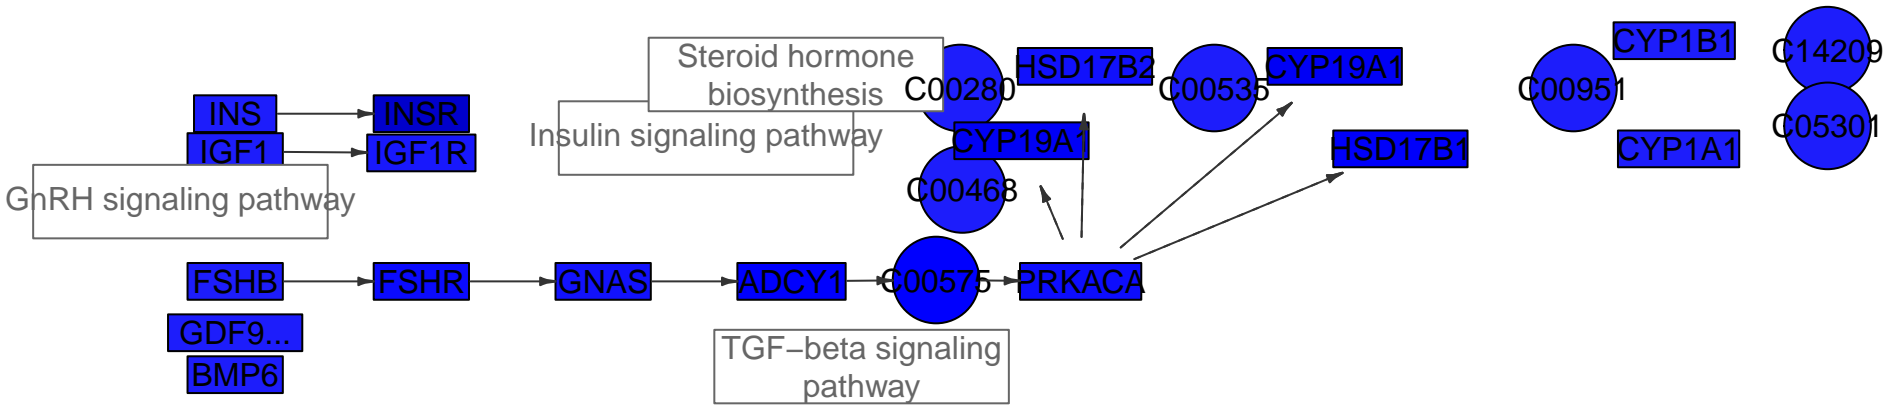 Steroid hormone
biosynthesis
C00280
HSD17B2
C00535
CYP19A1
C00951
CYP1B1
C14209
INS
INSR
Insulin signaling pathway
CYP19A1
C05301
IGF1
IGF1R
HSD17B1
CYP1A1
GnRH signaling pathway
C00468
FSHB
FSHR
GNAS
ADCY1
C00575
PRKACA
GDF9...
TGF−beta signaling
pathway
BMP6